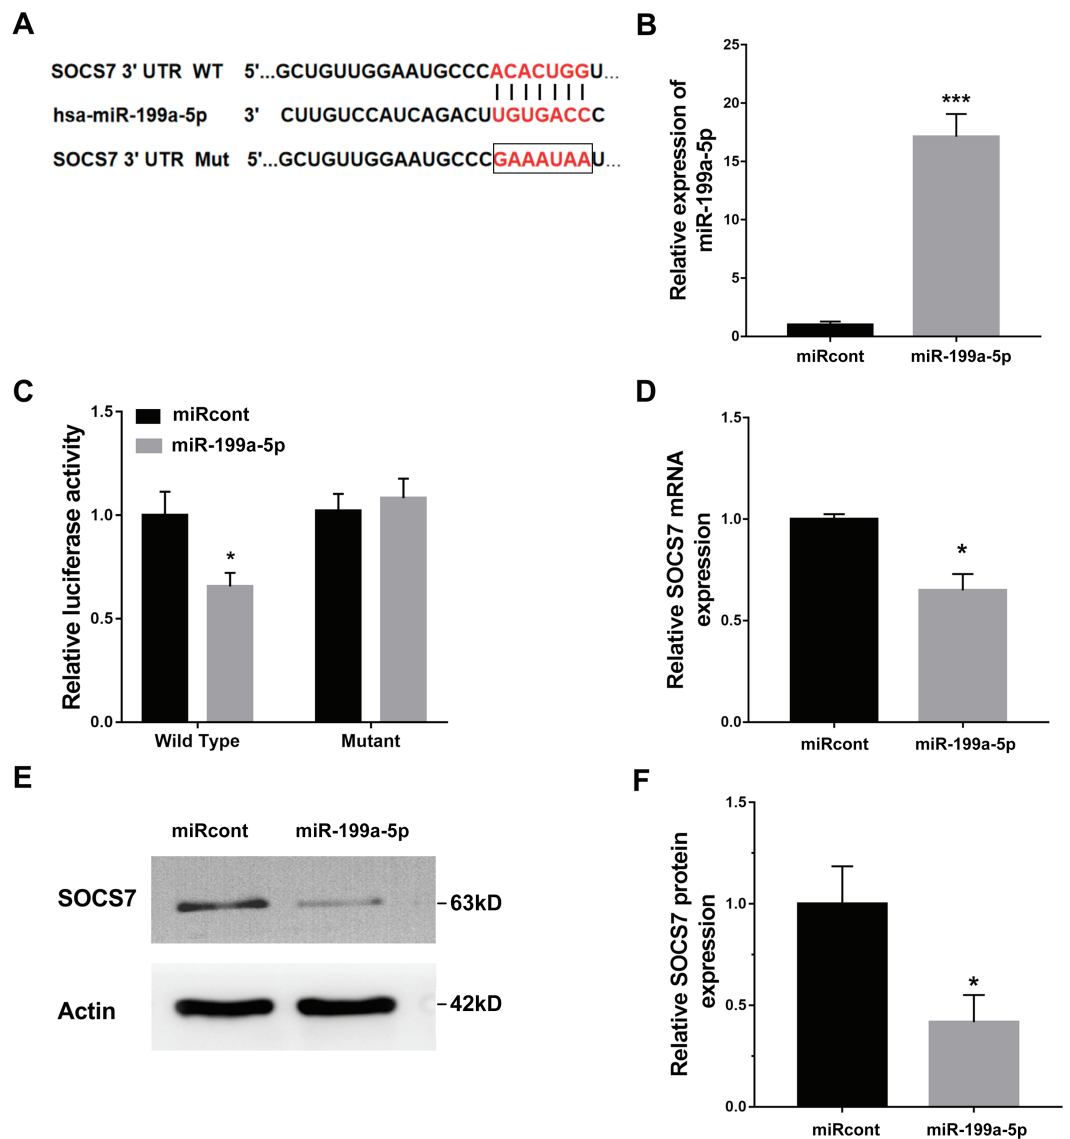 A
SOCS7 3' UTR WT 5'...GCUGUUGGAAUGCCCACACUGGU...
hsa-miR-199a-5p 3' CUUGUCCAUCAGACUUGUGACCC
SOCS7 3' UTR Mut 5'...GCUGUUGGAAUGCCCGAAAUAAU...
B
Relative expression of
miR-199a-5p
25
20
15
10
5
0
***
miRcont miR-199a-5p
C
Relative luciferase activity
1.5
1.0
0.5
0.0
miRcont
miR-199a-5p
*
Wild Type Mutant
D
Relative SOCS7 mRNA
expression
1.5
1.0
0.5
0.0
*
miRcont miR-199a-5p
E
miRcont miR-199a-5p
SOCS7 63kD
Actin 42kD
F
Relative SOCS7 protein
expression
1.5
1.0
0.5
0.0
*
miRcont miR-199a-5p